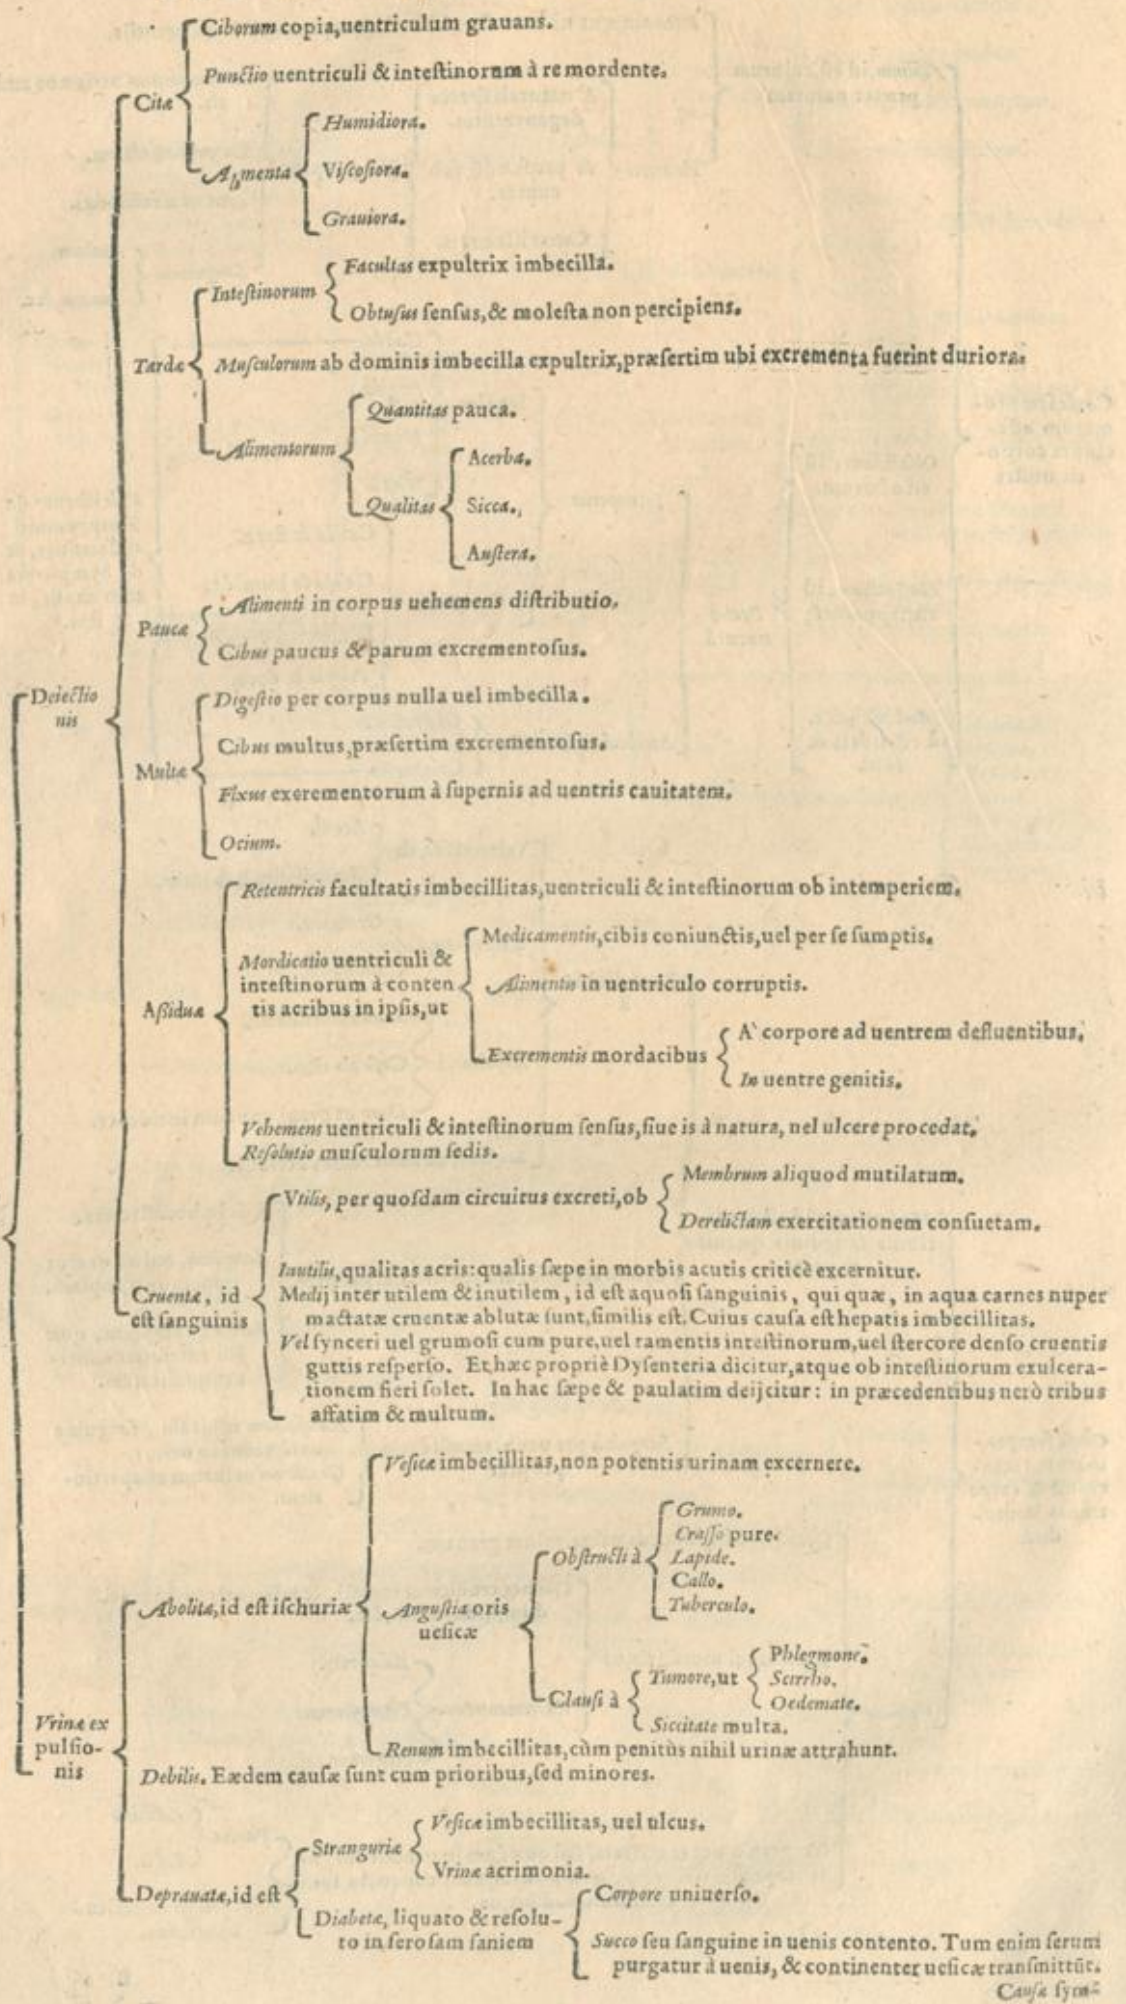 Ciborum copia,uentriculum grauans.
Punctio uentriculi & inteſtinorum à re mordente.
Citæ
Humidiora.
Alimenta
Viſcoſiora.
Grauiora.
Facultas expultrix imbecilla.
Inteſtinorum
Obtuſus ſenſus,& moleſta non percipiens.
Tardæ
Muſculorum ab dominis imbecilla expultrix,præſertim ubi excrementa fuerint duriora.
Quantitas pauca.
Alimentorum
Acerba.
Qualitas
Sicca.
Auſtera.
Alimenti in corpus uehemens diſtributio.
Paucæ
Cibus paucus & parum excrementoſus.
Deiectio
nis
Digeſtio per corpus nulla uel imbecilla.
Cibus multus,præſertim excrementoſus.
Multæ
Flxus exerementorum à ſupernis ad uentris cauitatem.
Ocium.
Retentricis facultatis imbecillitas,uentriculi & inteſtinorum ob intemperiem.
Medicamentis,cibis coniunctis,uel per ſe ſumptis.
Mordicatio uentriculi &
inteſtinorum à conten
tis acribus in ipſis,ut
Alimentis in uentriculo corruptis.
Aſsiduæ
A' corpore ad uentrem defluentibus.
Excrementis mordacibus
In uentre genitis.
Vehemens uentriculi & inteſtinorum ſenſus,ſiue is à natura, nel ulcere procedat.
Reſolutio muſculorum ſedis.
Membrum aliquod mutilatum.
Vtilis, per quoſdam circuitus excreti,ob
Derelictam exercitationem conſuetam.
Inutilis,qualitas acris:qualis ſæpe in morbis acutis criticè excernitur.
Cruentæ, id
eſt ſanguinis
Medij inter utilem & inutilem, id eſt aquoſi ſanguinis, qui quæ, in aqua carnes nuper
mactatæ cruentæ ablutæ ſunt,ſimilis eſt. Cuius cauſa eſt hepatis imbecillitas.
Vel ſynceri uel grumoſi cum pure,uel ramentis inteſtinorum,uel ſtercore denſo cruentis
guttis reſperſo. Et hæc propriè Dyſenteria dicitur,atque ob inteſtinorum exulcera-
tionem fieri ſolet. In hac ſæpe & paulatim deijcitur: in præcedentibus nerò tribus
affatim & multum.
Veſicæ imbecillitas,non potentis urinam excernere.
Grumo.
Craſſo pure.
Obſtructi à
Lapide.
Callo.
Tuberculo.
Abolitæ,id eſt iſchuriæ
Anguſtia oris
ueſicæ
Phlegmone.
Tumore,ut
Scirrho.
Oedemate.
Clauſi à
Siccitate multa.
Vrinæ ex
pulſio-
nis
Renum imbecillitas,cùm penitùs nihil urinæ attrahunt.
Debilis. Eædem cauſæ ſunt cum prioribus,ſed minores.
Veſicæ imbecillitas, uel ulcus.
Stranguriæ
Vrinæ acrimonia.
Deprauatæ,id eſt
Corpore uniuerſo.
Diabetæ, liquato & reſolu-
to in ſeroſam ſaniem
Succo ſeu ſanguine in uenis contento. Tum enim ſerum
purgatur à uenis, & continenter ueſicæ tranſmittūt.
Cauſæ ſym-